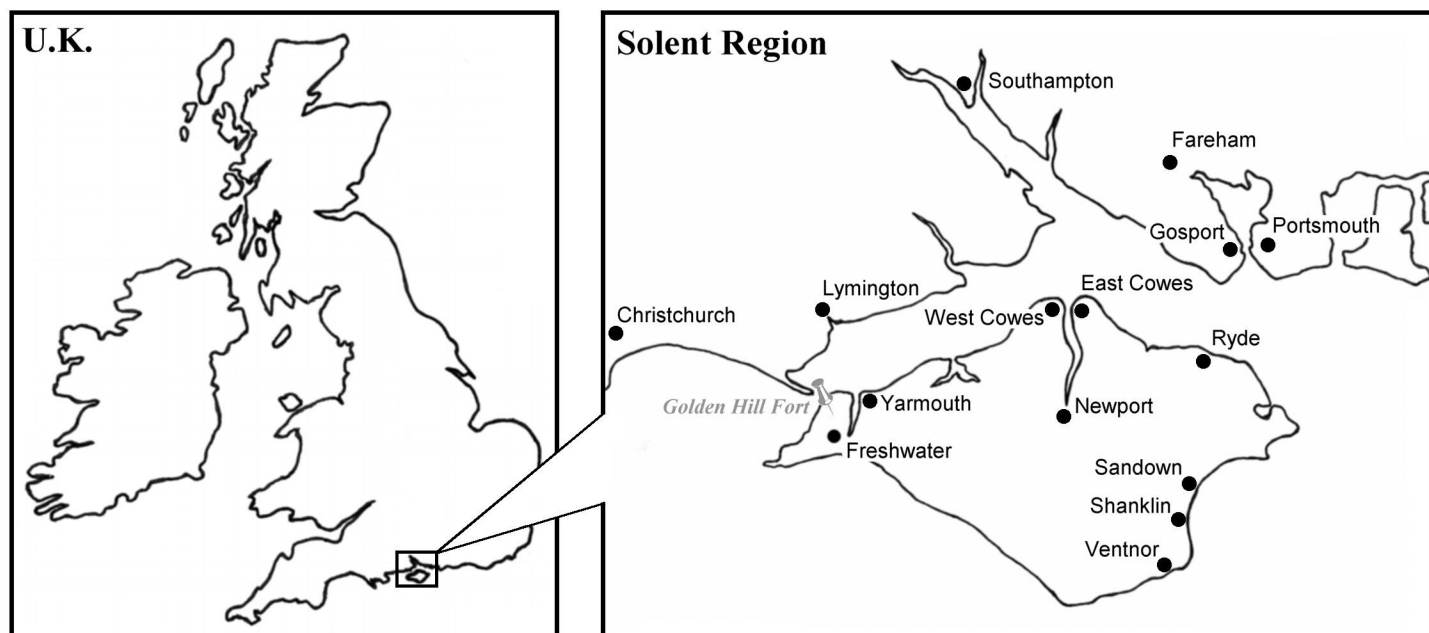 U.K.
Solent Region
Southampton
Fareham
Gosport
Portsmouth
East Cowes
Lymington
West Cowes
Christchurch
Ryde
Golden Hill Fort
Yarmouth
Newport
Freshwater
Sandown
Shanklin
Ventnor